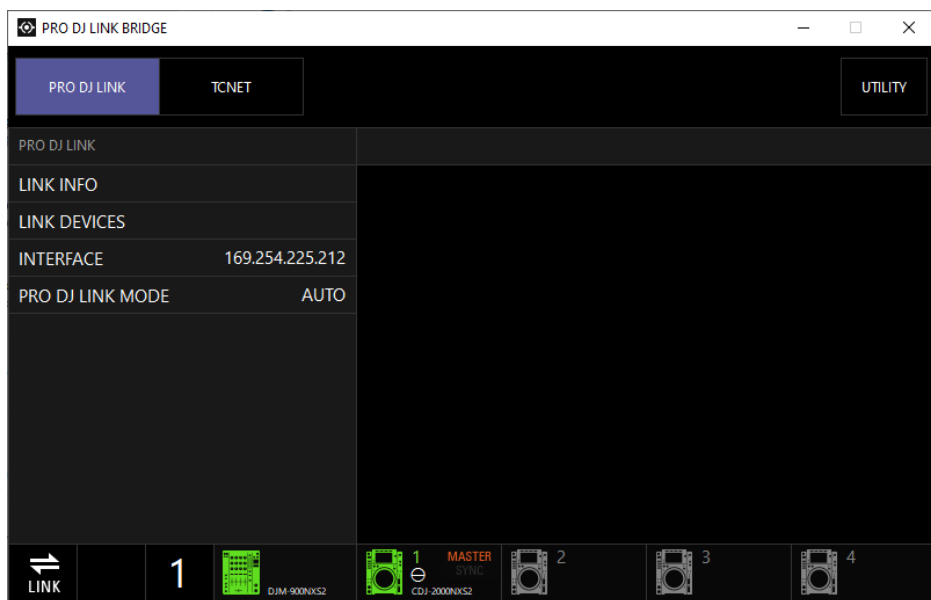 PRO DJ LINK BRIDGE
PRO DJ LINK TCNET UTILITY
PRO DJ LINK
LINK INFO
LINK DEVICES
INTERFACE 169.254.225.212
PRO DJ LINK MODE AUTO
LINK 1 DJM-900NXS2 1 MASTER SYNC CDJ-2000NXS2 2 3 4